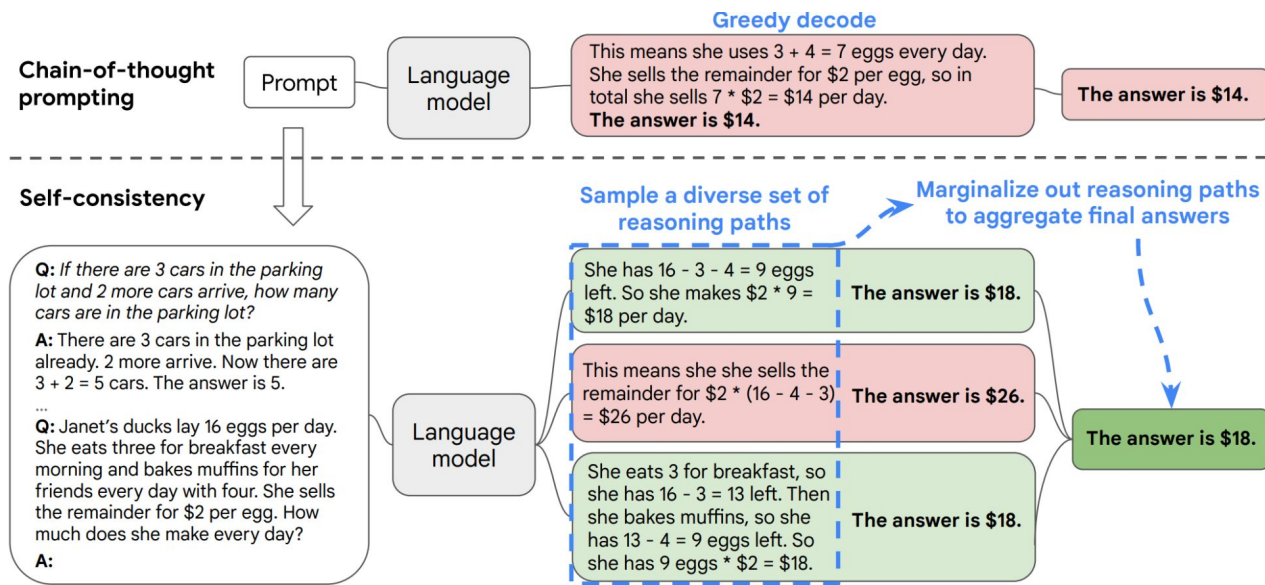 Greedy decode
Chain-of-thought
prompting
Prompt
Language
model
This means she uses 3 + 4 = 7 eggs every day.
She sells the remainder for $2 per egg, so in
total she sells 7 * $2 = $14 per day.
The answer is $14.
The answer is $14.
Self-consistency
Sample a diverse set of
reasoning paths
Marginalize out reasoning paths
to aggregate final answers
Q: If there are 3 cars in the parking
lot and 2 more cars arrive, how many
cars are in the parking lot?
A: There are 3 cars in the parking lot
already. 2 more arrive. Now there are
3 + 2 = 5 cars. The answer is 5.
...
Q: Janet's ducks lay 16 eggs per day.
She eats three for breakfast every
morning and bakes muffins for her
friends every day with four. She sells
the remainder for $2 per egg. How
much does she make every day?
A:
Language
model
She has 16 - 3 - 4 = 9 eggs
left. So she makes $2 * 9 =
$18 per day.
The answer is $18.
This means she she sells the
remainder for $2 * (16 - 4 - 3)
= $26 per day.
The answer is $26.
She eats 3 for breakfast, so
she has 16 - 3 = 13 left. Then
she bakes muffins, so she
has 13 - 4 = 9 eggs left. So
she has 9 eggs * $2 = $18.
The answer is $18.
The answer is $18.